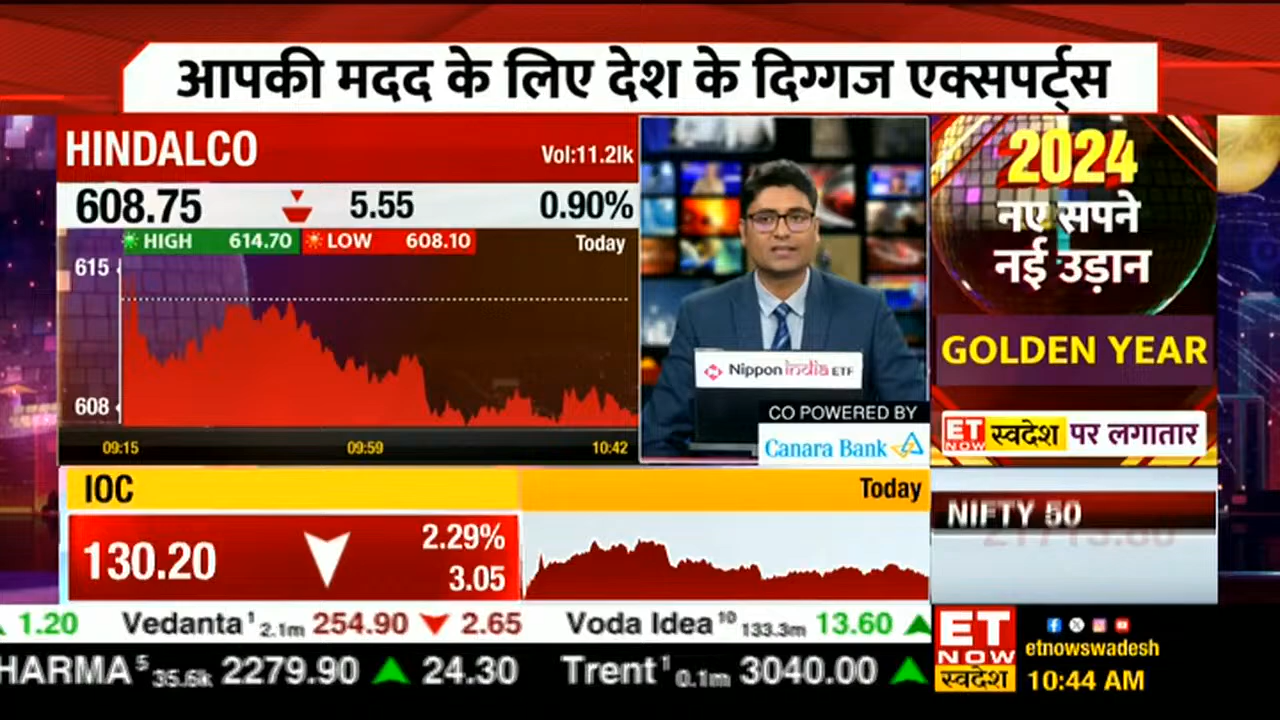 आपकी मदद के लिए देश के दिग्गज एक्सपर्ट्स
HINDALCO
Vol:11.2lk
608.75 5.55 0.90%
HIGH 614.70 LOW 608.10 Today
615
608
09:15 09:59 10:42
Nippon india ETF
CO POWERED BY
Canara Bank
2024
नए सपने
नई उड़ान
GOLDEN YEAR
ET NOW स्वदेश पर लगातार
IOC Today
130.20 2.29%
3.05
NIFTY 50
1.20 Vedanta 1 2.1m 254.90 2.65 Voda Idea 10 133.3m 13.60
HARMA 5 35.6k 2279.90 24.30 Trent 1 0.1m 3040.00
ET
NOW
स्वदेश
etnowswadesh
10:44 AM